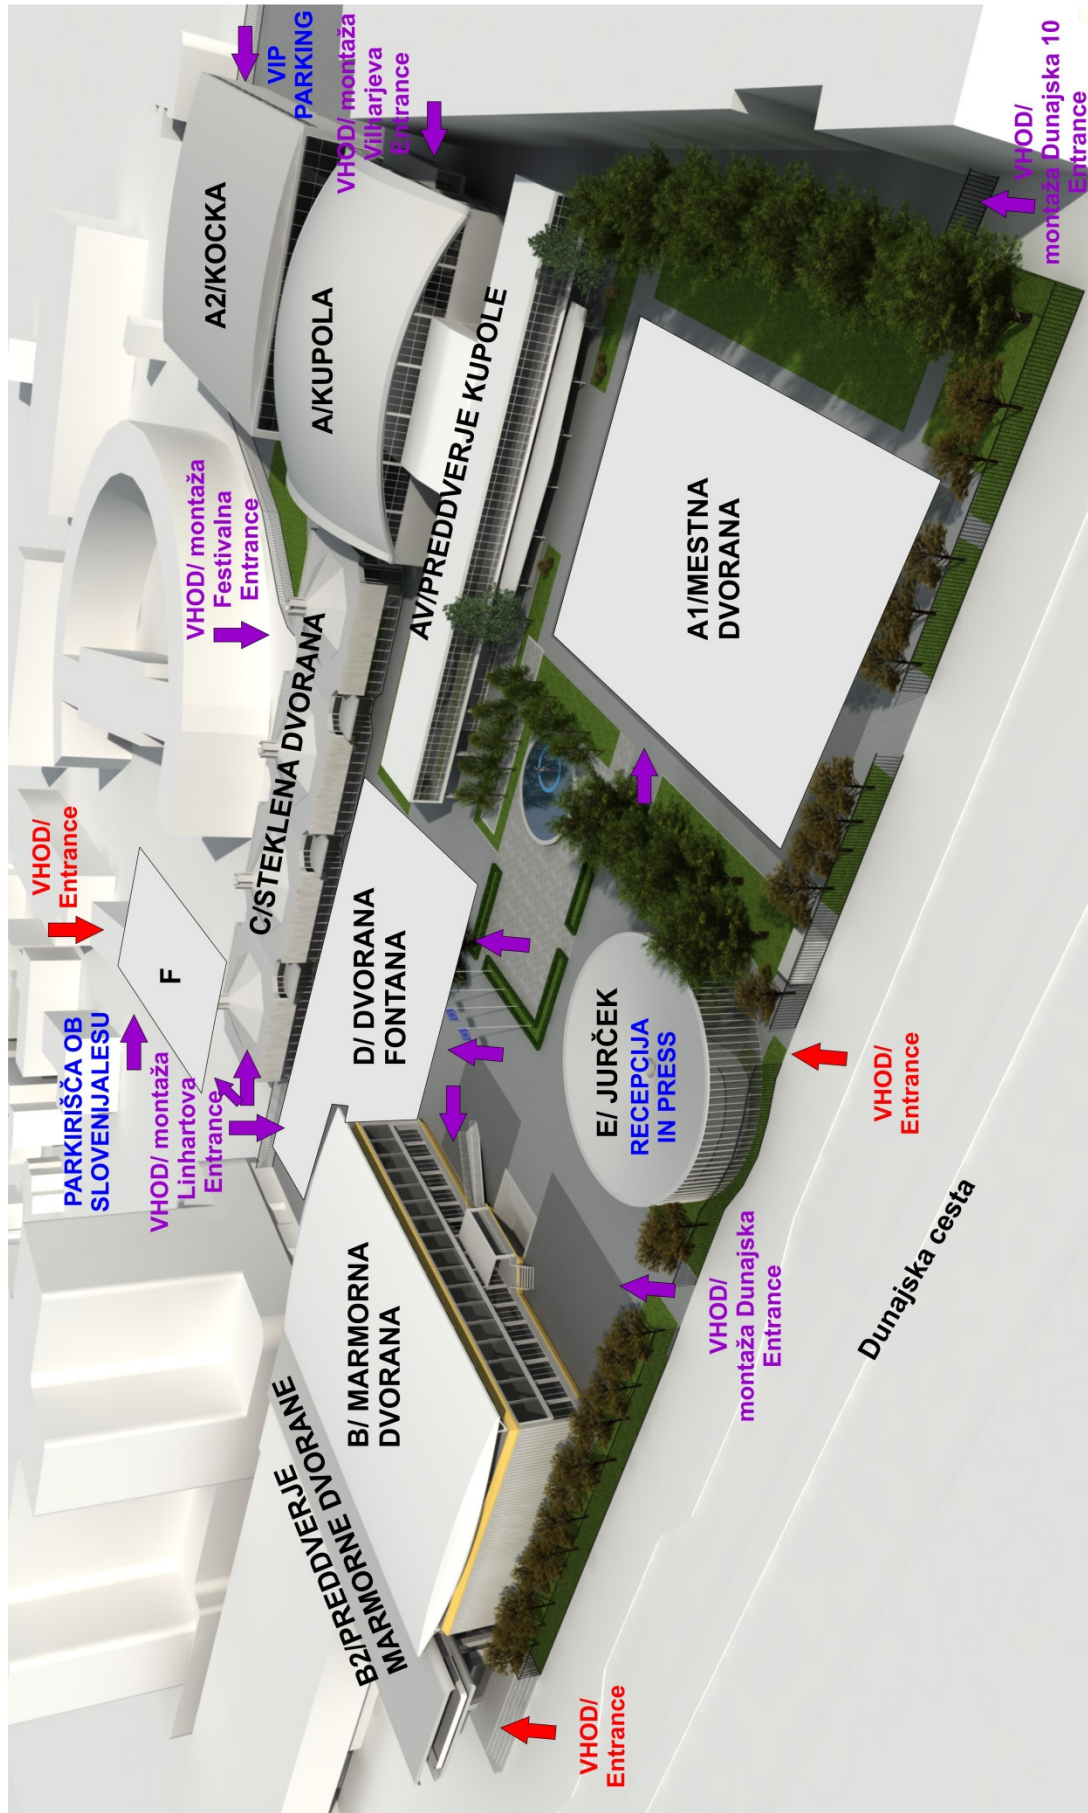 B2/PREDDVERJE
MARMORNE DVORANE
B/ MARMORNA
DVORANA
PARKIRIŠČA OB
SLOVENIJALESU
VHOD/ montaža
Linhartova
Entrance
F
VHOD/
Entrance
D/ DVORANA
FONTANA
C/STEKLENA DVORANA
VHOD/ montaža
Festivalna
Entrance
A2/KOCKA
A/KUPOLA
AV/PREDDVERJE KUPOLE
VIP
PARKING
VHOD/ montaža
Vilharjeva
Entrance
E/ JURČEK
RECEPCIJA
IN PRESS
A1/MESTNA
DVORANA
VHOD/
montaža Dunajska 10
Entrance
VHOD/
Entrance
VHOD/
montaža Dunajska
Entrance
VHOD/
Entrance
Dunajska cesta